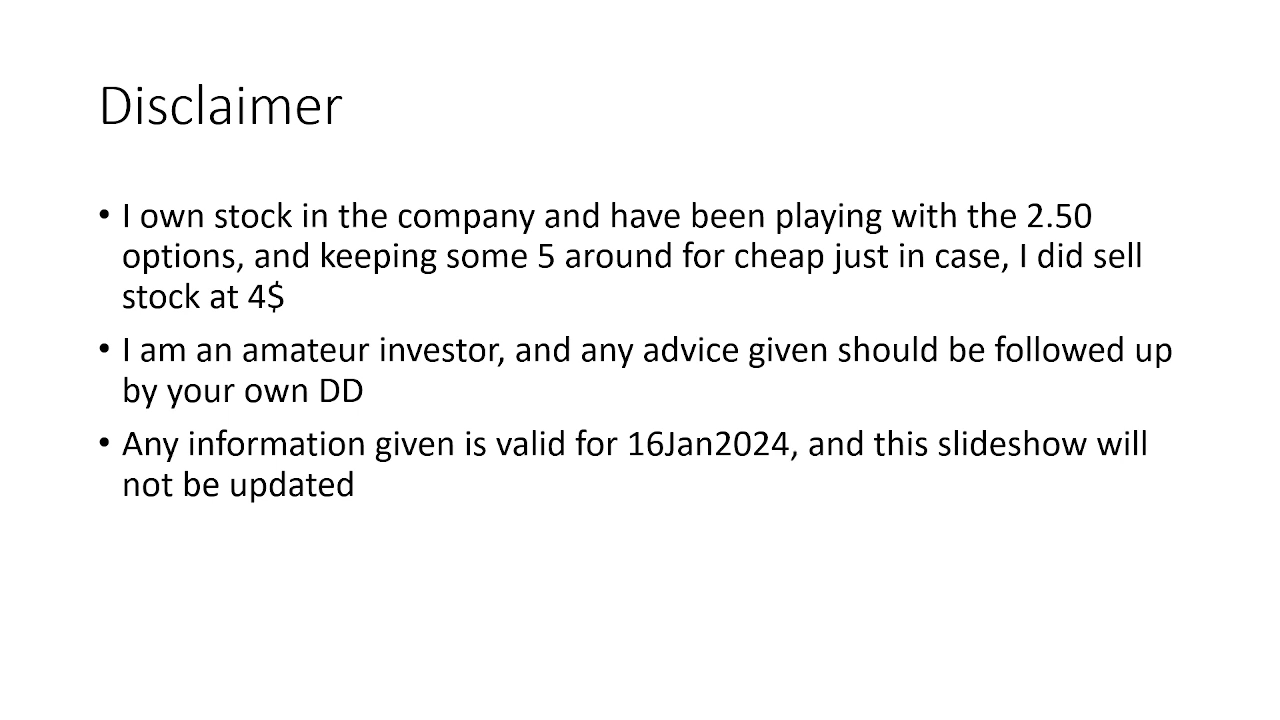 Disclaimer
• I own stock in the company and have been playing with the 2.50
options, and keeping some 5 around for cheap just in case, I did sell
stock at 4$
• I am an amateur investor, and any advice given should be followed up
by your own DD
• Any information given is valid for 16Jan2024, and this slideshow will
not be updated